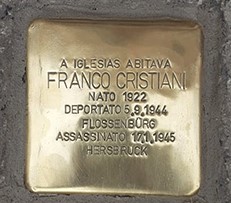 A IGLESIAS ABITAVA
FRANCO CRISTIANI
NATO 1922
DEPORTATO 5.9.1944
FLOSSENBÜRG
ASSASSINATO 17.1.1945
HERSBRUCK